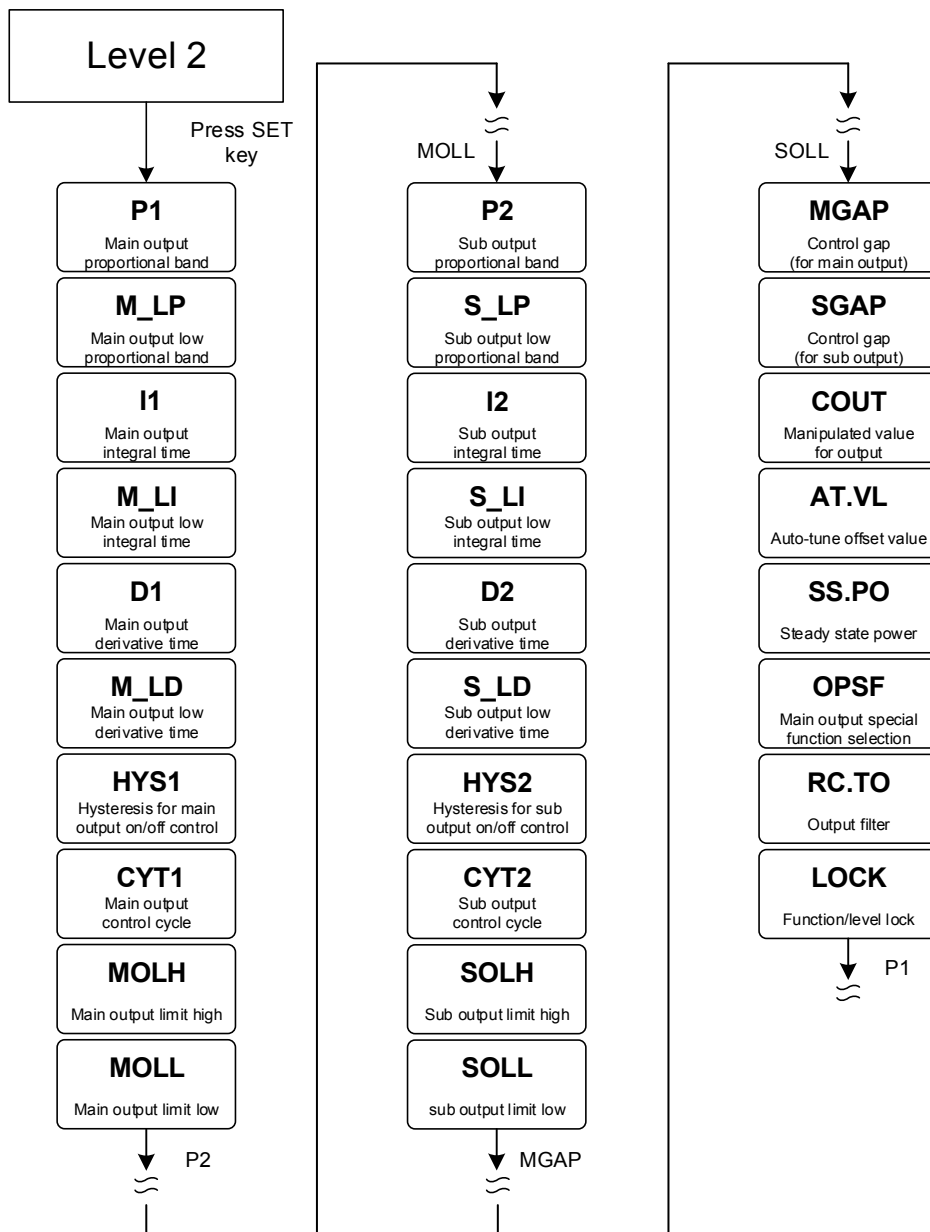 Level 2
Press SET
key
P1
Main output
proportional band
M_LP
Main output low
proportional band
I1
Main output
integral time
M_LI
Main output low
integral time
D1
Main output
derivative time
M_LD
Main output low
derivative time
HYS1
Hysteresis for main
output on/off control
CYT1
Main output
control cycle
MOLH
Main output limit high
MOLL
Main output limit low
P2
MOLL
P2
Sub output
proportional band
S_LP
Sub output low
proportional band
I2
Sub output
integral time
S_LI
Sub output low
integral time
D2
Sub output
derivative time
S_LD
Sub output low
derivative time
HYS2
Hysteresis for sub
output on/off control
CYT2
Sub output
control cycle
SOLH
Sub output limit high
SOLL
sub output limit low
MGAP
SOLL
MGAP
Control gap
(for main output)
SGAP
Control gap
(for sub output)
COUT
Manipulated value
for output
AT.VL
Auto-tune offset value
SS.PO
Steady state power
OPSF
Main output special
function selection
RC.TO
Output filter
LOCK
Function/level lock
P1